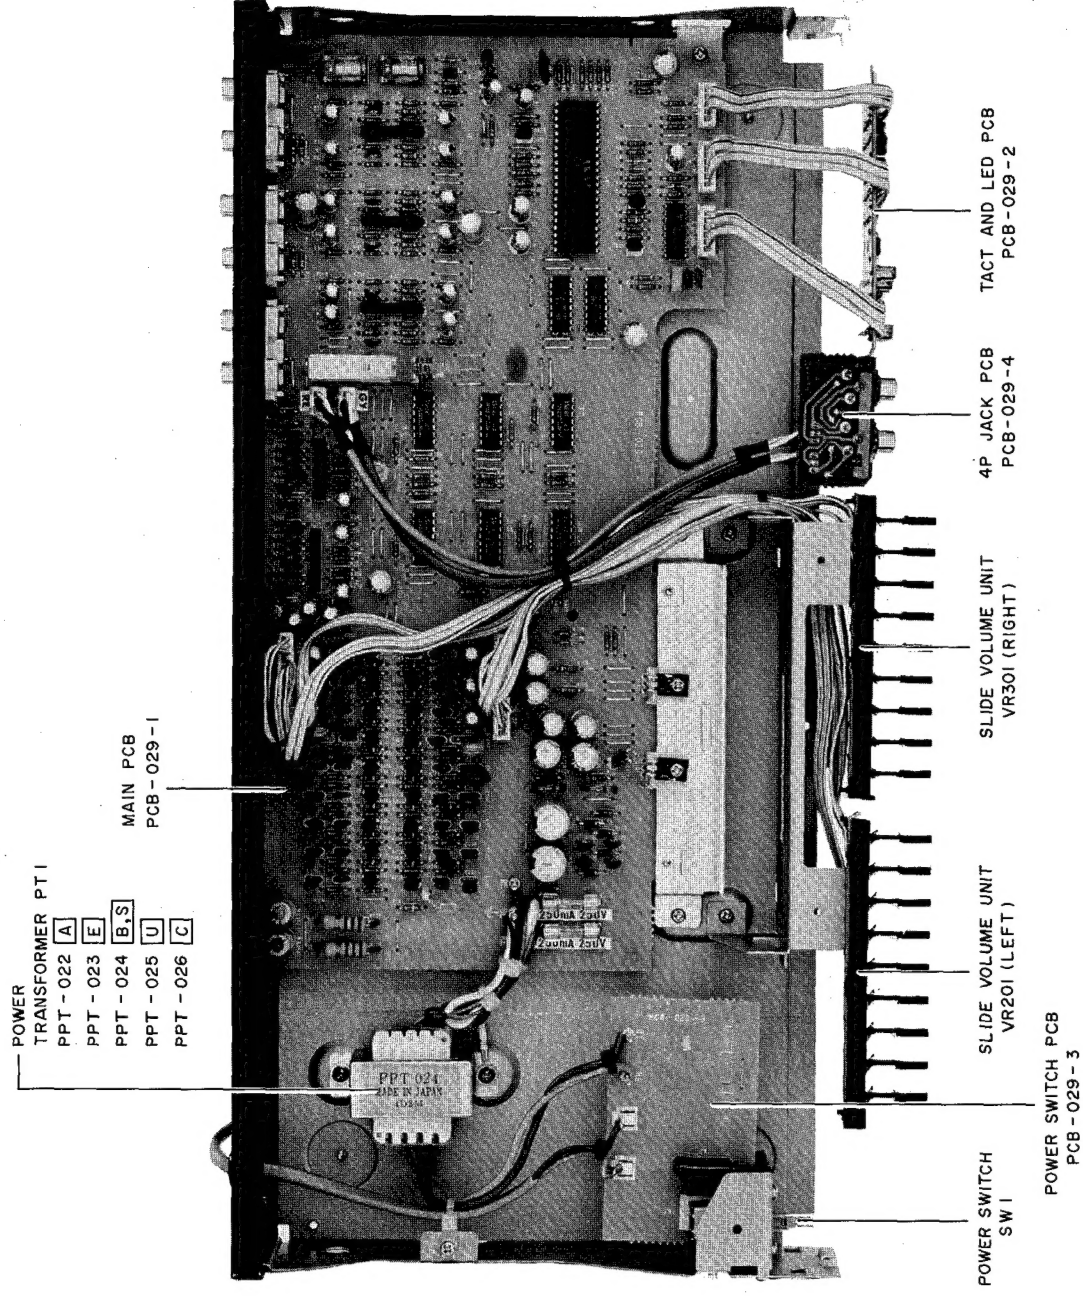 POWER
TRANSFORMER PT1
PPT-022 A
PPT-023 E
PPT-024 B,S
PPT-025 U
PPT-026 C
MAIN PCB
PCB-029-1
PPT 024
MADE IN JAPAN
250mA 250V
250mA 250V
TACT AND LED PCB
PCB-029-2
4P JACK PCB
PCB-029-4
SLIDE VOLUME UNIT
VR301 (RIGHT)
SLIDE VOLUME UNIT
VR201 (LEFT)
POWER SWITCH PCB
PCB-029-3
POWER SWITCH
SW1